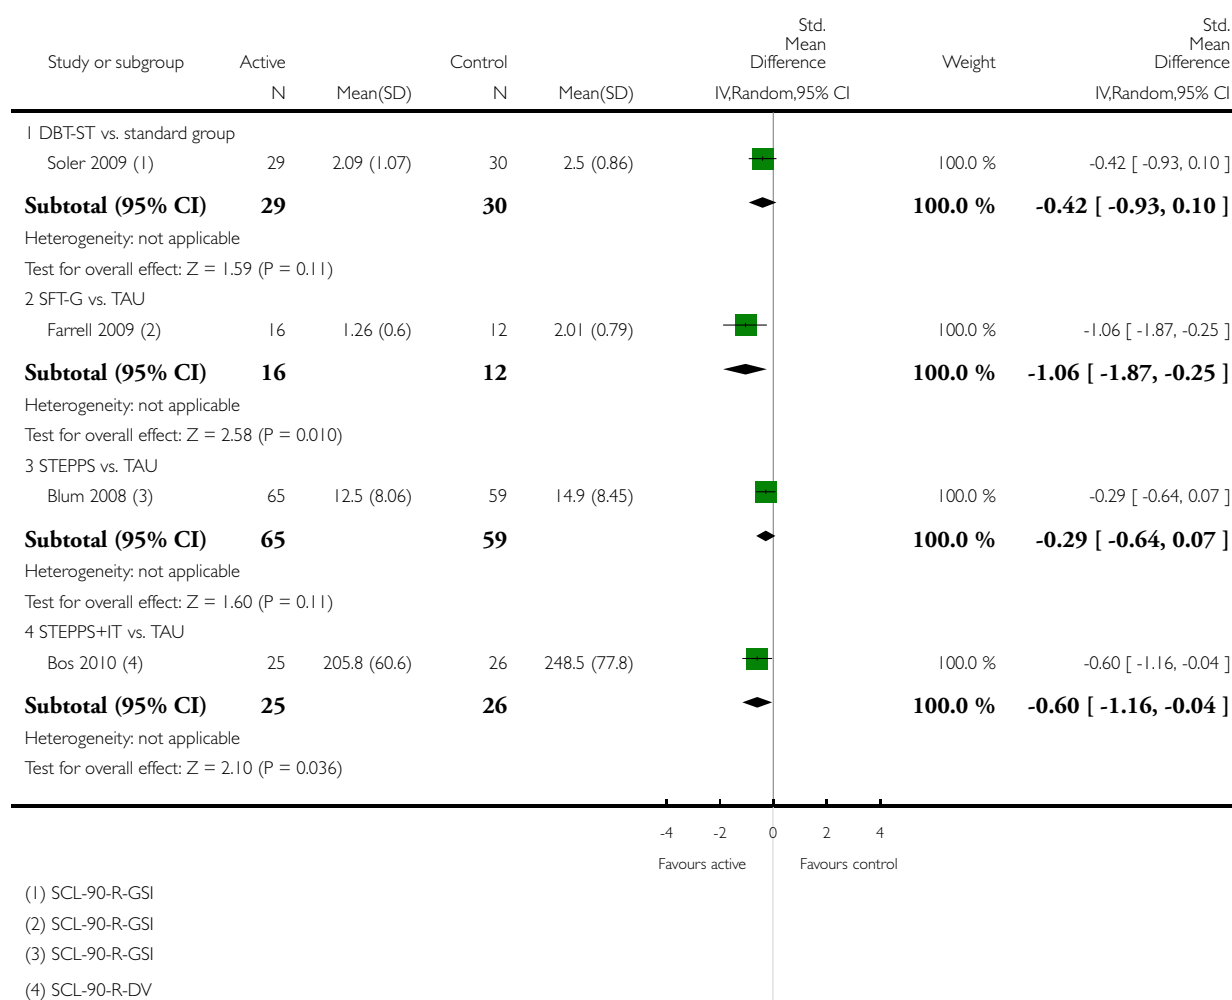 Std. Mean Difference
Std. Mean Difference
Study or subgroup Active Control Weight
N Mean(SD) N Mean(SD) IV,Random,95% CI IV,Random,95% CI
1 DBT-ST vs. standard group
Soler 2009 (1) 29 2.09 (1.07) 30 2.5 (0.86) 100.0 % -0.42 [ -0.93, 0.10 ]
Subtotal (95% CI) 29 30 100.0 % -0.42 [ -0.93, 0.10 ]
Heterogeneity: not applicable
Test for overall effect: Z = 1.59 (P = 0.11)
2 SFT-G vs. TAU
Farrell 2009 (2) 16 1.26 (0.6) 12 2.01 (0.79) 100.0 % -1.06 [ -1.87, -0.25 ]
Subtotal (95% CI) 16 12 100.0 % -1.06 [ -1.87, -0.25 ]
Heterogeneity: not applicable
Test for overall effect: Z = 2.58 (P = 0.010)
3 STEPPS vs. TAU
Blum 2008 (3) 65 12.5 (8.06) 59 14.9 (8.45) 100.0 % -0.29 [ -0.64, 0.07 ]
Subtotal (95% CI) 65 59 100.0 % -0.29 [ -0.64, 0.07 ]
Heterogeneity: not applicable
Test for overall effect: Z = 1.60 (P = 0.11)
4 STEPPS+IT vs. TAU
Bos 2010 (4) 25 205.8 (60.6) 26 248.5 (77.8) 100.0 % -0.60 [ -1.16, -0.04 ]
Subtotal (95% CI) 25 26 100.0 % -0.60 [ -1.16, -0.04 ]
Heterogeneity: not applicable
Test for overall effect: Z = 2.10 (P = 0.036)
-4 -2 0 2 4
Favours active Favours control
(1) SCL-90-R-GSI
(2) SCL-90-R-GSI
(3) SCL-90-R-GSI
(4) SCL-90-R-DV